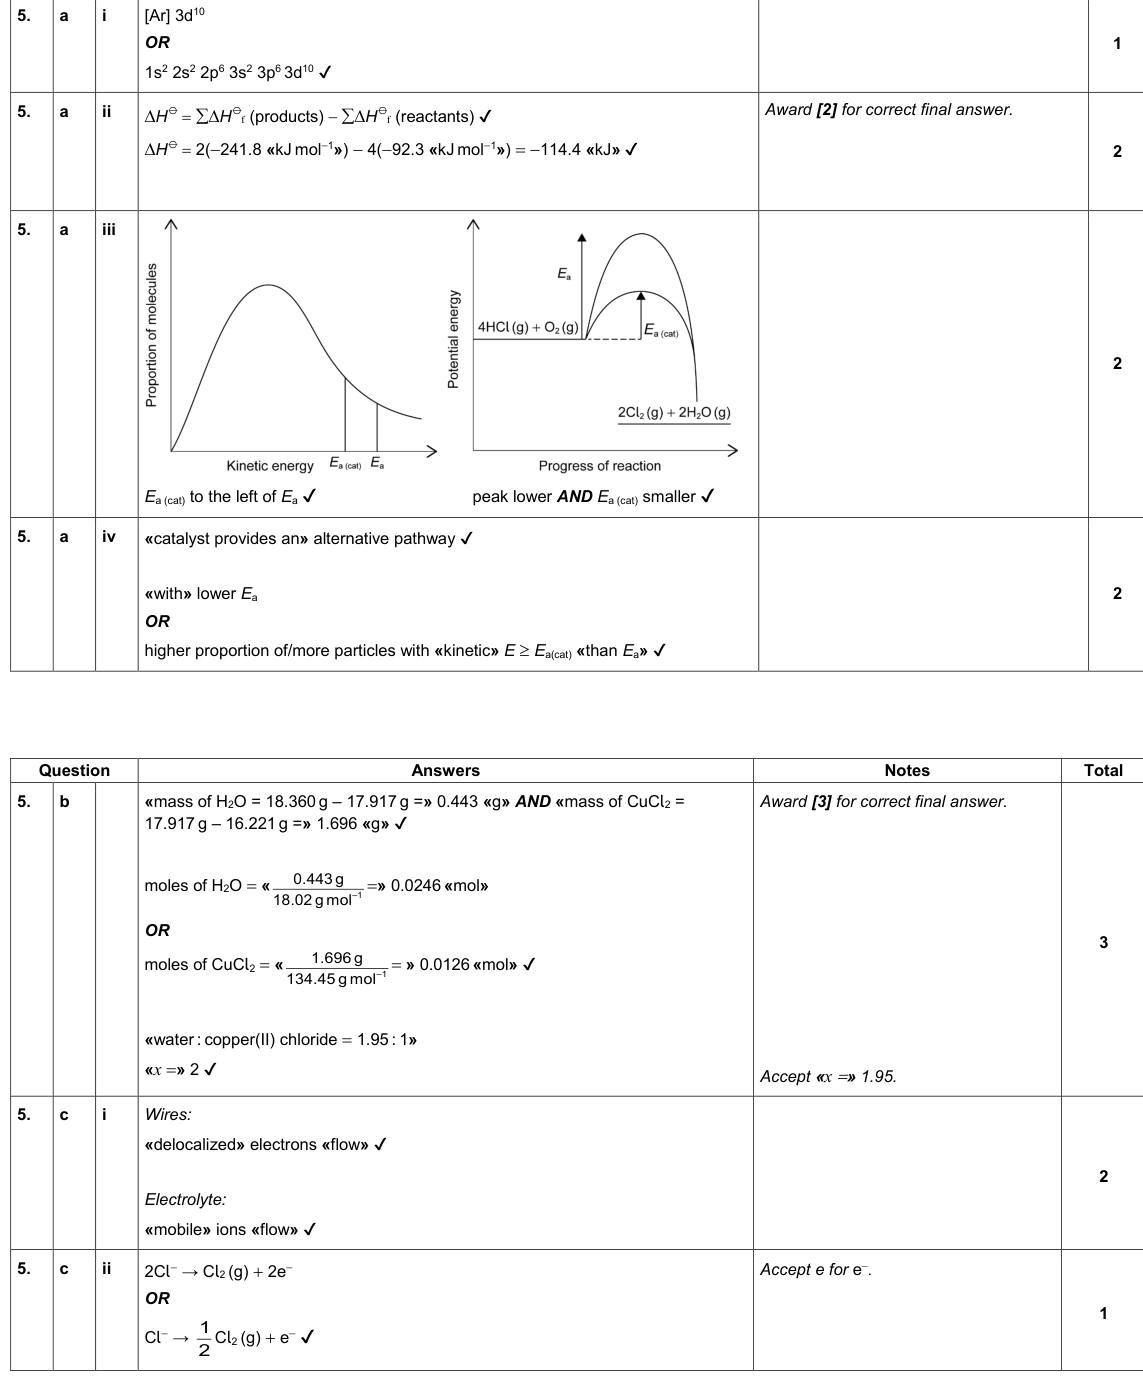 5. a i [Ar] 3d¹⁰
OR
1s² 2s² 2p⁶ 3s² 3p⁶ 3d¹⁰ ✓
1
5. a ii ΔH⦵ = ∑ΔH⦵f (products) – ∑ΔH⦵f (reactants) ✓
ΔH⦵ = 2(–241.8 «kJ mol⁻¹») – 4(–92.3 «kJ mol⁻¹») = –114.4 «kJ» ✓
Award [2] for correct final answer.
2
5. a iii
Proportion of molecules
Kinetic energy Ea (cat) Ea
Ea (cat) to the left of Ea ✓
Potential energy
Ea
4HCl (g) + O₂ (g)
Ea (cat)
2Cl₂ (g) + 2H₂O (g)
Progress of reaction
peak lower AND Ea (cat) smaller ✓
2
5. a iv «catalyst provides an» alternative pathway ✓
«with» lower Ea
OR
higher proportion of/more particles with «kinetic» E ≥ Ea(cat) «than Ea» ✓
2
Question Answers Notes Total
5. b «mass of H₂O = 18.360 g – 17.917 g =» 0.443 «g» AND «mass of CuCl₂ =
17.917 g – 16.221 g =» 1.696 «g» ✓
Award [3] for correct final answer.
moles of H₂O = « 0.443 g / 18.02 g mol⁻¹ =» 0.0246 «mol»
OR
moles of CuCl₂ = « 1.696 g / 134.45 g mol⁻¹ = » 0.0126 «mol» ✓
3
«water : copper(II) chloride = 1.95 : 1»
«x =» 2 ✓
Accept «x =» 1.95.
5. c i Wires:
«delocalized» electrons «flow» ✓
Electrolyte:
«mobile» ions «flow» ✓
2
5. c ii 2Cl⁻ → Cl₂ (g) + 2e⁻
Accept e for e⁻.
OR
Cl⁻ → 1/2 Cl₂ (g) + e⁻ ✓
1